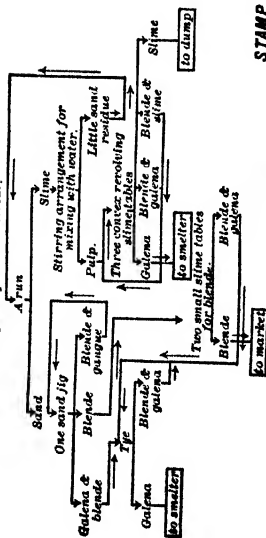 A run
Sand
Slime
One sand jig
Stirring arrangement for
mixing with water.
Galena &
blende
Blende
Blende &
gangue
Pulp.
Little sand
residue
Tye
Three convex revolving
slime tables
Galena
Blende &
galena
Galena
Blende &
galena
Blende &
slime
Slime
to smelter
to smelter
to dump
Two small slime tables
for blende.
Blende
Blende &
galena
to market
STAMP